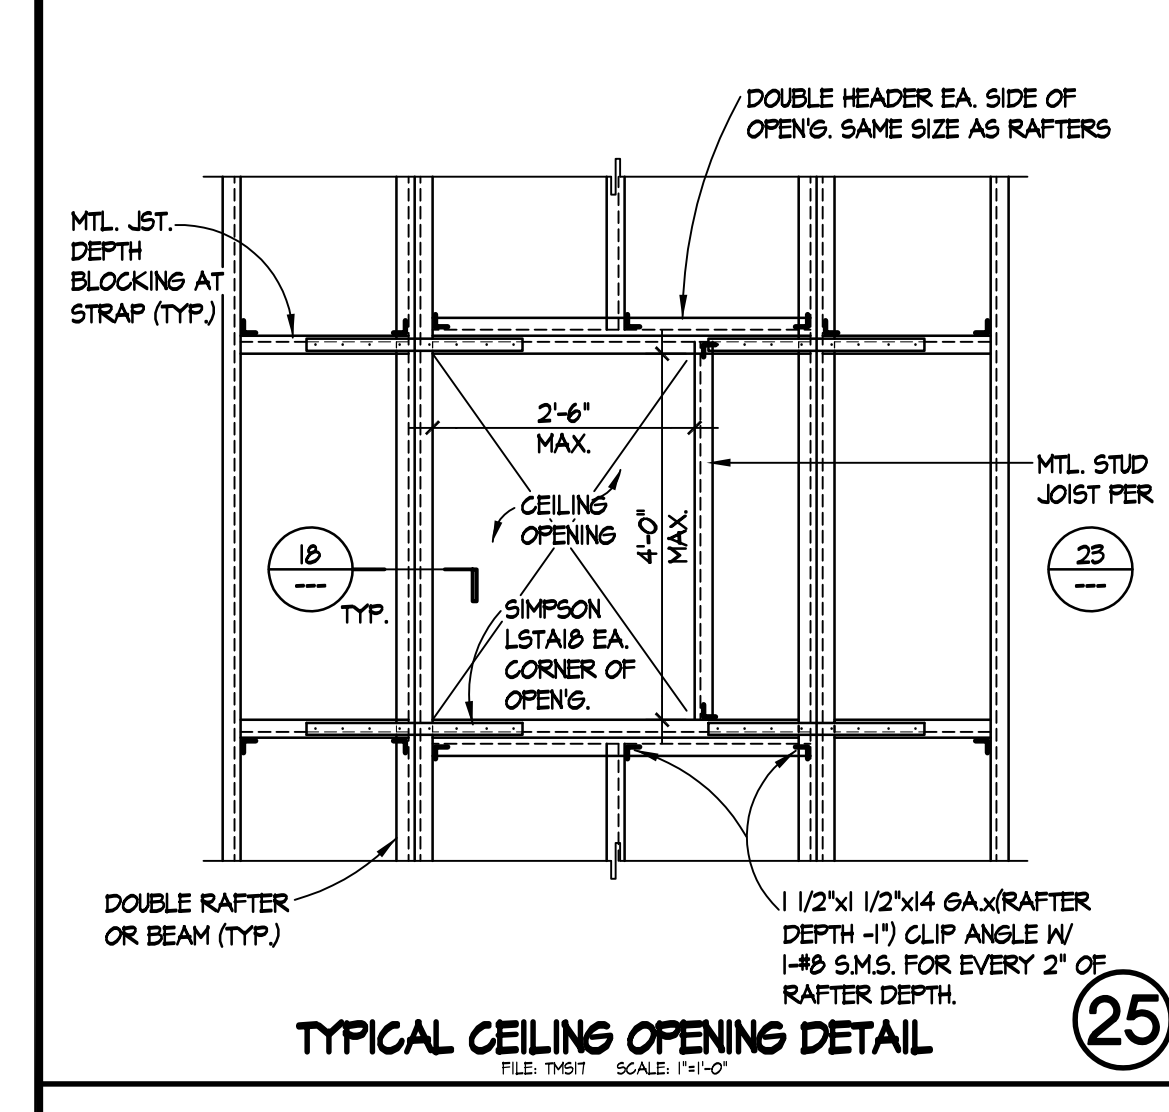 DOUBLE HEADER EA. SIDE OF
OPEN'G. SAME SIZE AS RAFTERS
MTL. JST.
DEPTH
BLOCKING AT
STRAP (TYP.)
2'-6"
MAX.
MTL. STUD
JOIST PER
CEILING
OPENING
4'-0"
MAX.
18
---
TYP.
23
---
SIMPSON
LSTA18 EA.
CORNER OF
OPEN'G.
DOUBLE RAFTER
OR BEAM (TYP.)
1 1/2"x1 1/2"x14 GA.x(RAFTER
DEPTH -1") CLIP ANGLE W/
1-#8 S.M.S. FOR EVERY 2" OF
RAFTER DEPTH.
TYPICAL CEILING OPENING DETAIL
25
FILE: TMS17 SCALE: 1"=1'-0"